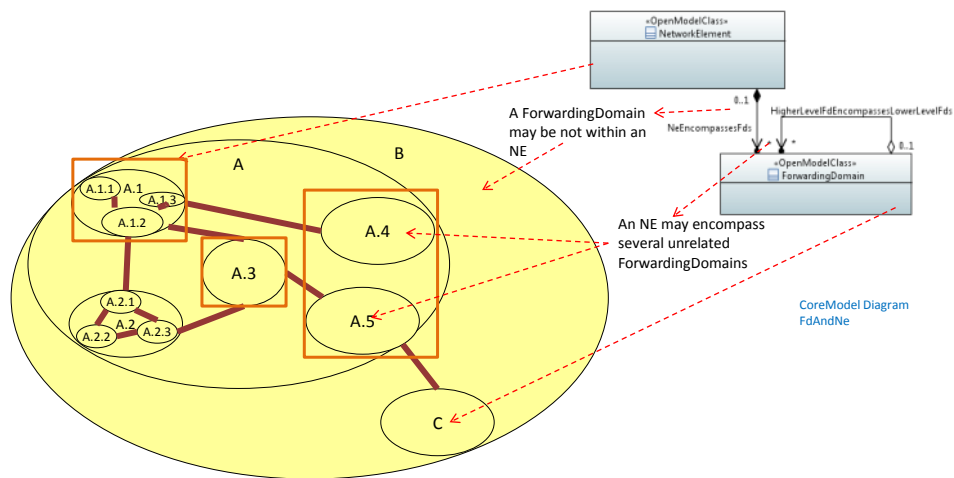 «OpenModelClass»
NetworkElement
0..1
NeEncompassesFds
HigherLevelFdEncompassesLowerLevelFds
*
*
0..1
«OpenModelClass»
ForwardingDomain
A ForwardingDomain
may be not within an
NE
An NE may encompass
several unrelated
ForwardingDomains
CoreModel Diagram
FdAndNe
B
A
A.1.1
A.1
A.1.3
A.1.2
A.4
A.3
A.5
A.2.1
A.2
A.2.2
A.2.3
C